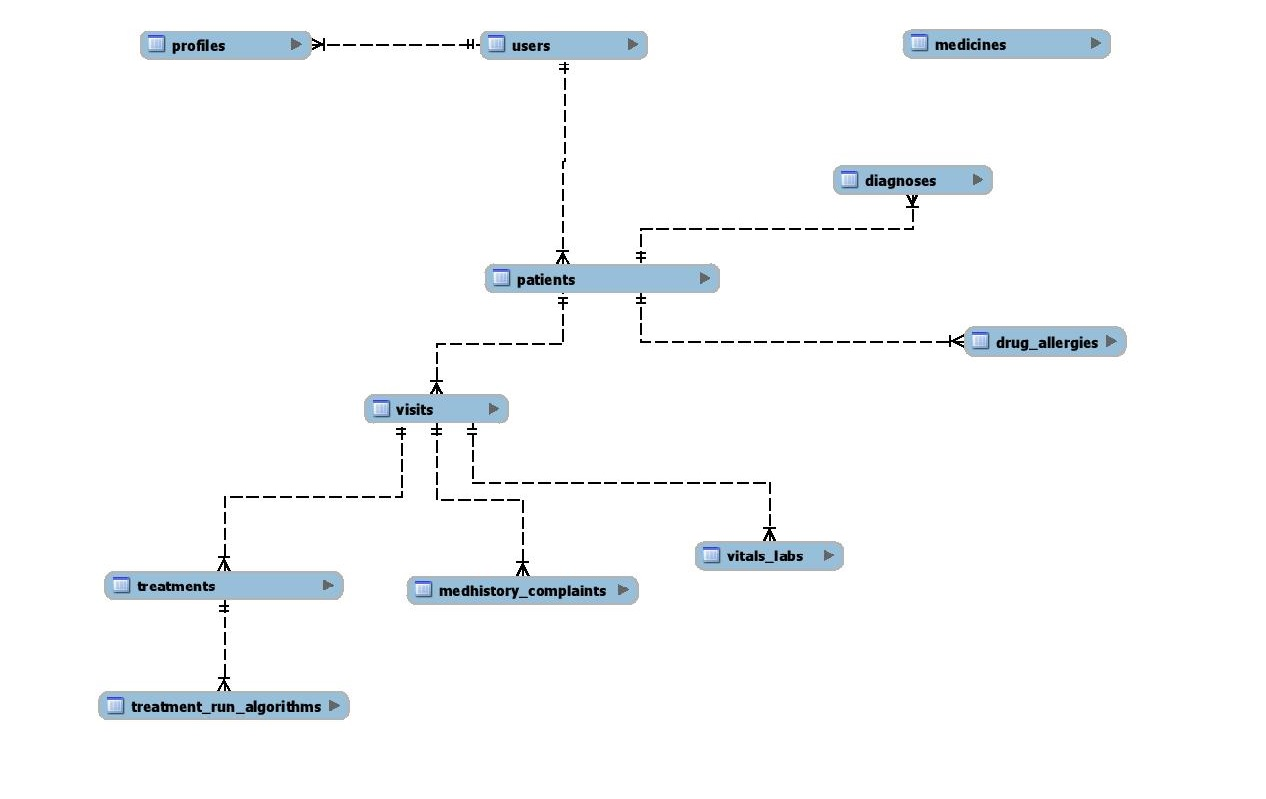 profiles
users
medicines
diagnoses
patients
drug_allergies
visits
vitals_labs
treatments
medhistory_complaints
treatment_run_algorithms